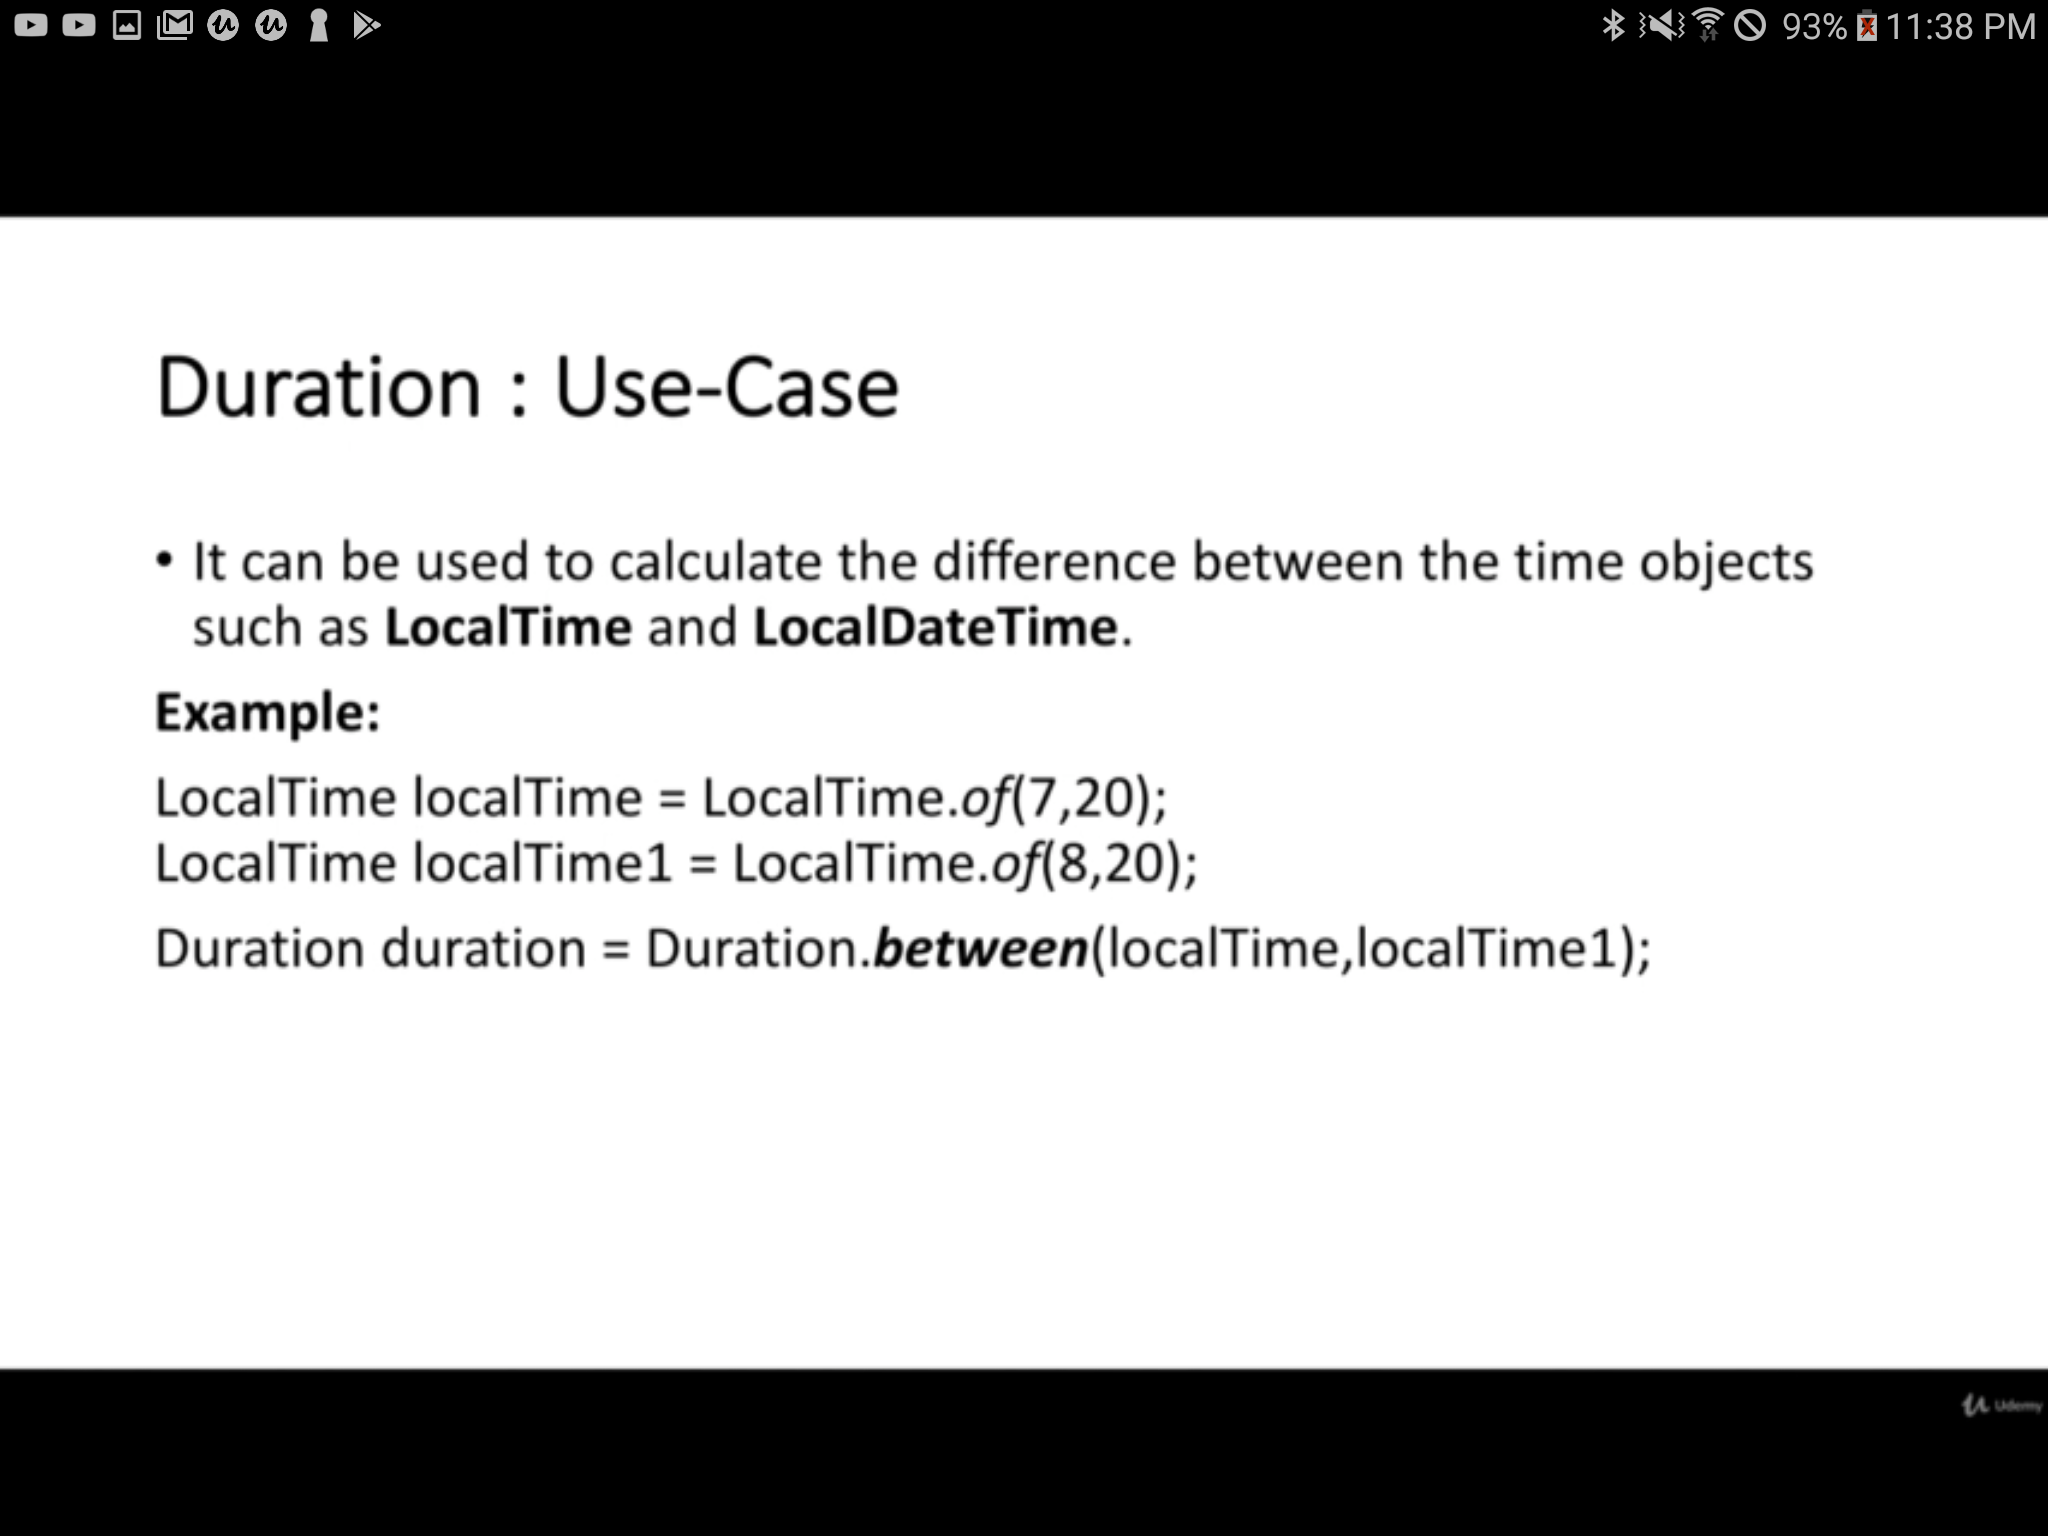 93% 11:38 PM
Duration : Use-Case
• It can be used to calculate the difference between the time objects
such as LocalTime and LocalDateTime.
Example:
LocalTime localTime = LocalTime.of(7,20);
LocalTime localTime1 = LocalTime.of(8,20);
Duration duration = Duration.between(localTime,localTime1);
Udemy